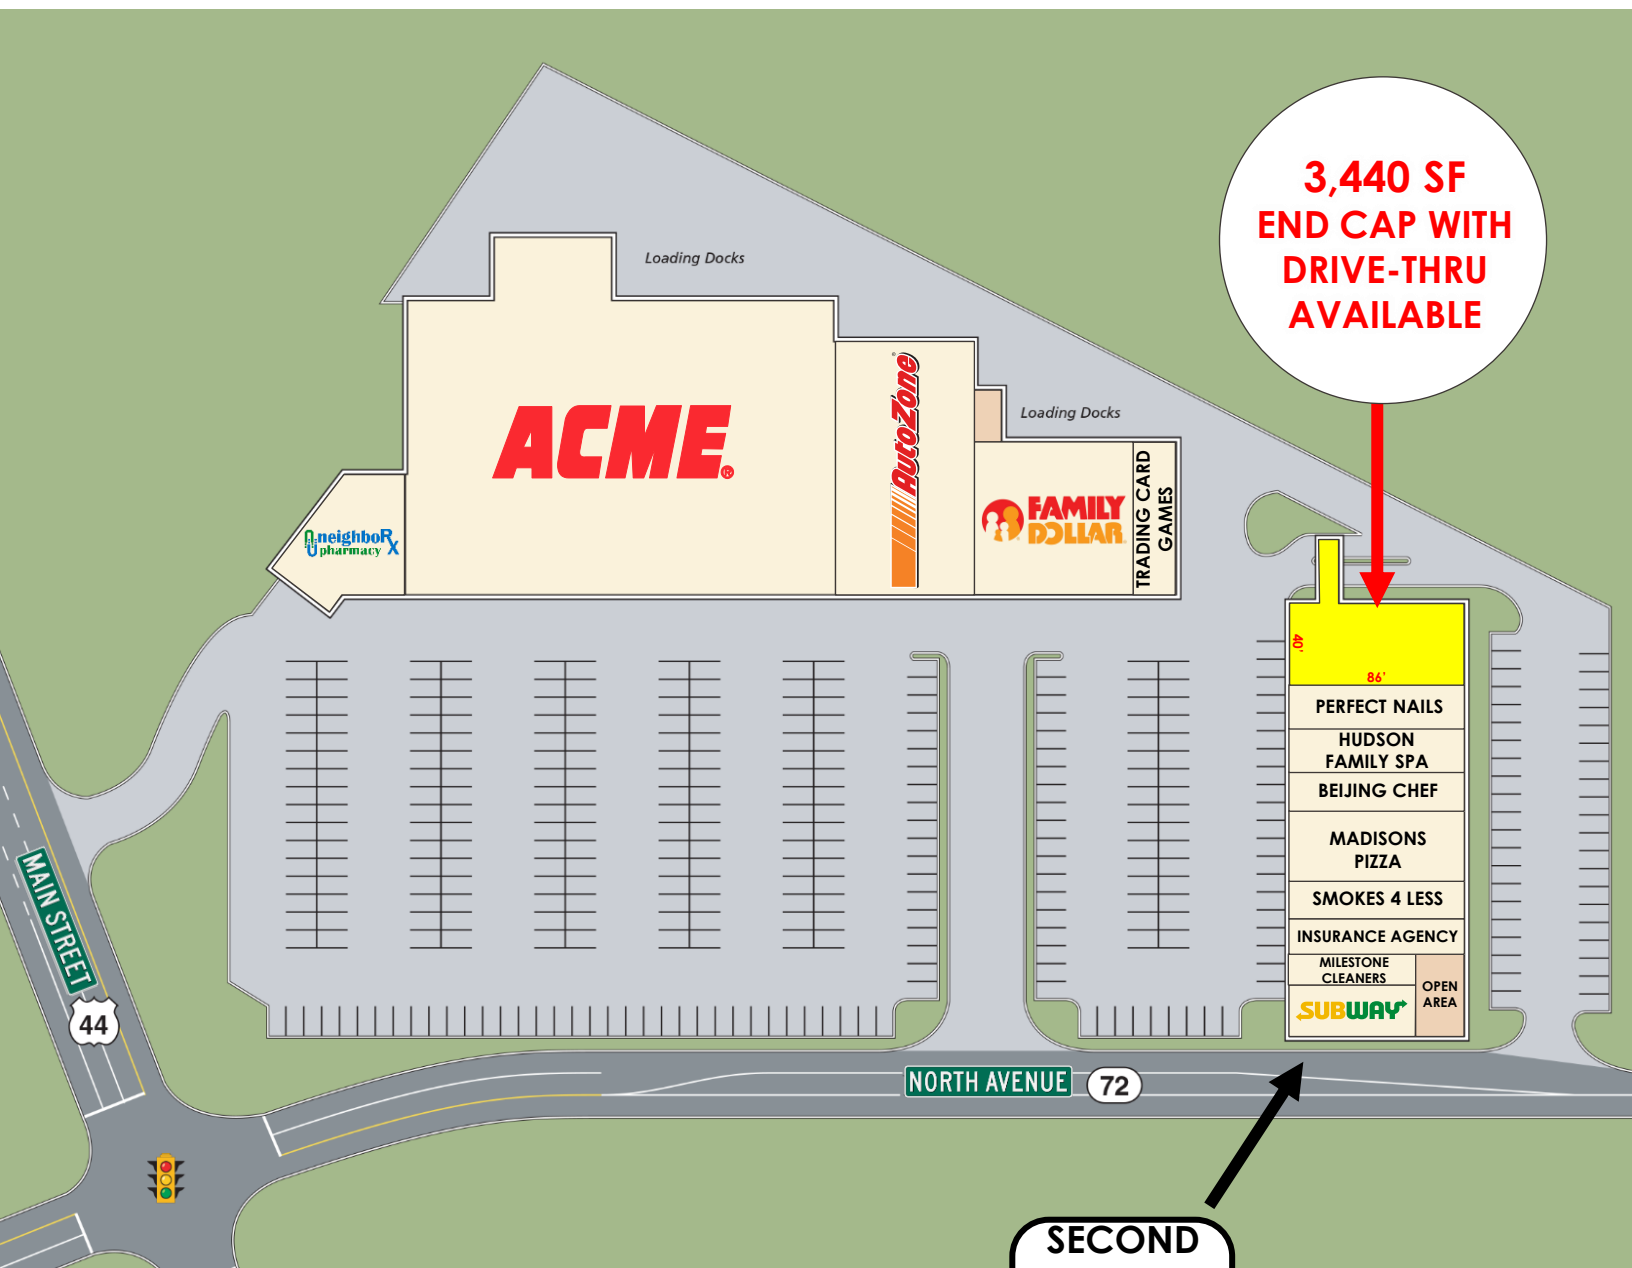 3,440 SF
END CAP WITH
DRIVE-THRU
AVAILABLE
Loading Docks
Loading Docks
ACME®
AutoZone
neighboRx
pharmacy
FAMILY
DOLLAR
TRADING CARD
GAMES
40'
86'
PERFECT NAILS
HUDSON
FAMILY SPA
BEIJING CHEF
MADISONS
PIZZA
SMOKES 4 LESS
INSURANCE AGENCY
MILESTONE
CLEANERS
OPEN
AREA
SUBWAY
MAIN STREET
44
NORTH AVENUE
72
SECOND